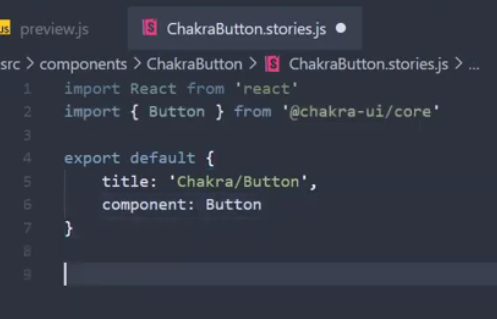 JS preview.js S ChakraButton.stories.js ●
src > components > ChakraButton > S ChakraButton.stories.js > ...
1 import React from 'react'
2 import { Button } from '@chakra-ui/core'
3
4 export default {
5 title: 'Chakra/Button',
6 component: Button
7 }
8
9